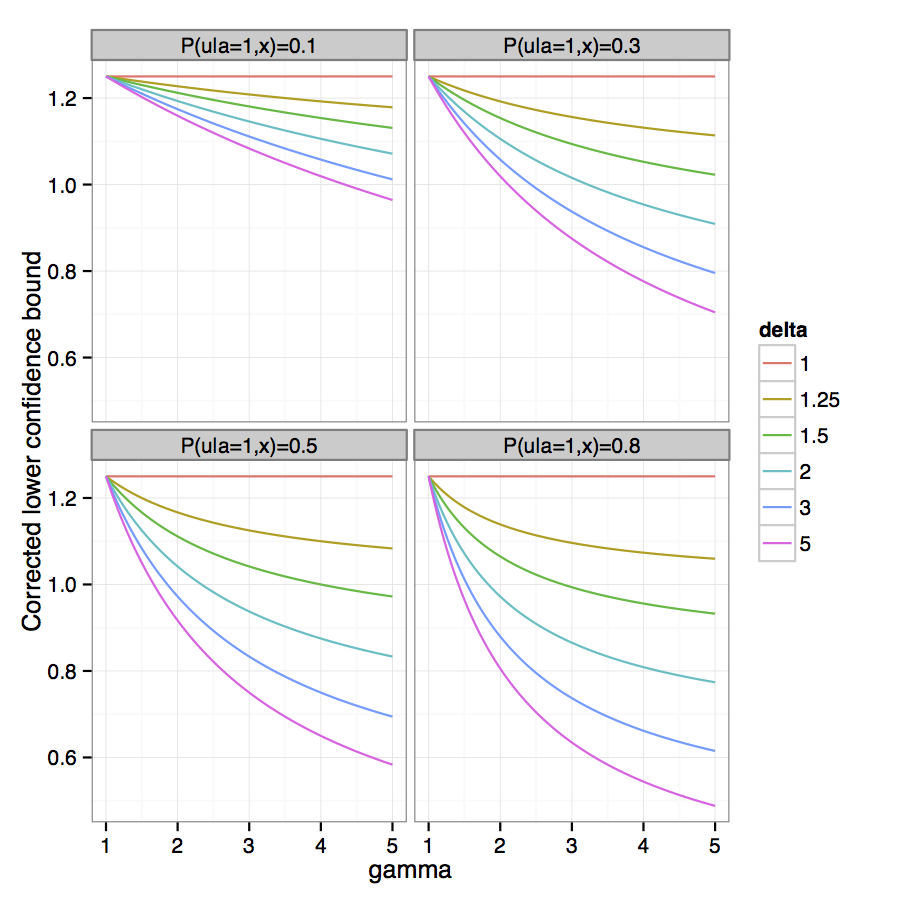 P(ula=1,x)=0.1
P(ula=1,x)=0.3
1.2
1.0
0.8
0.6
P(ula=1,x)=0.5
P(ula=1,x)=0.8
1.2
1.0
0.8
0.6
1 2 3 4 5
1 2 3 4 5
gamma
Corrected lower confidence bound
delta
1
1.25
1.5
2
3
5